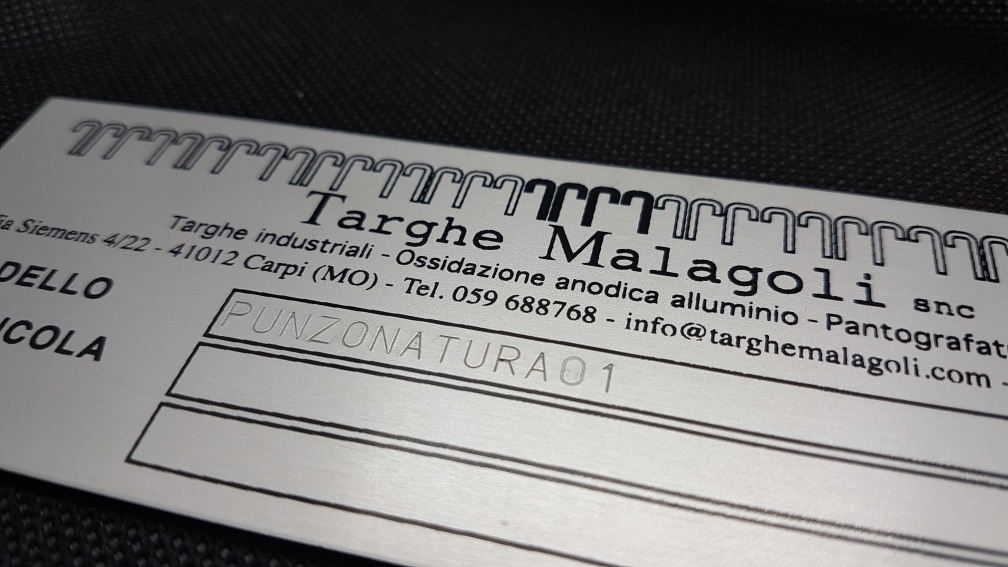 Targhe Malagoli snc
Targhe industriali - Ossidazione anodica alluminio - Pantografat
ia Siemens 4/22 - 41012 Carpi (MO) - Tel. 059 688768 - info@targhemalagoli.com -
DELLO
PUNZONATURA01
ICOLA